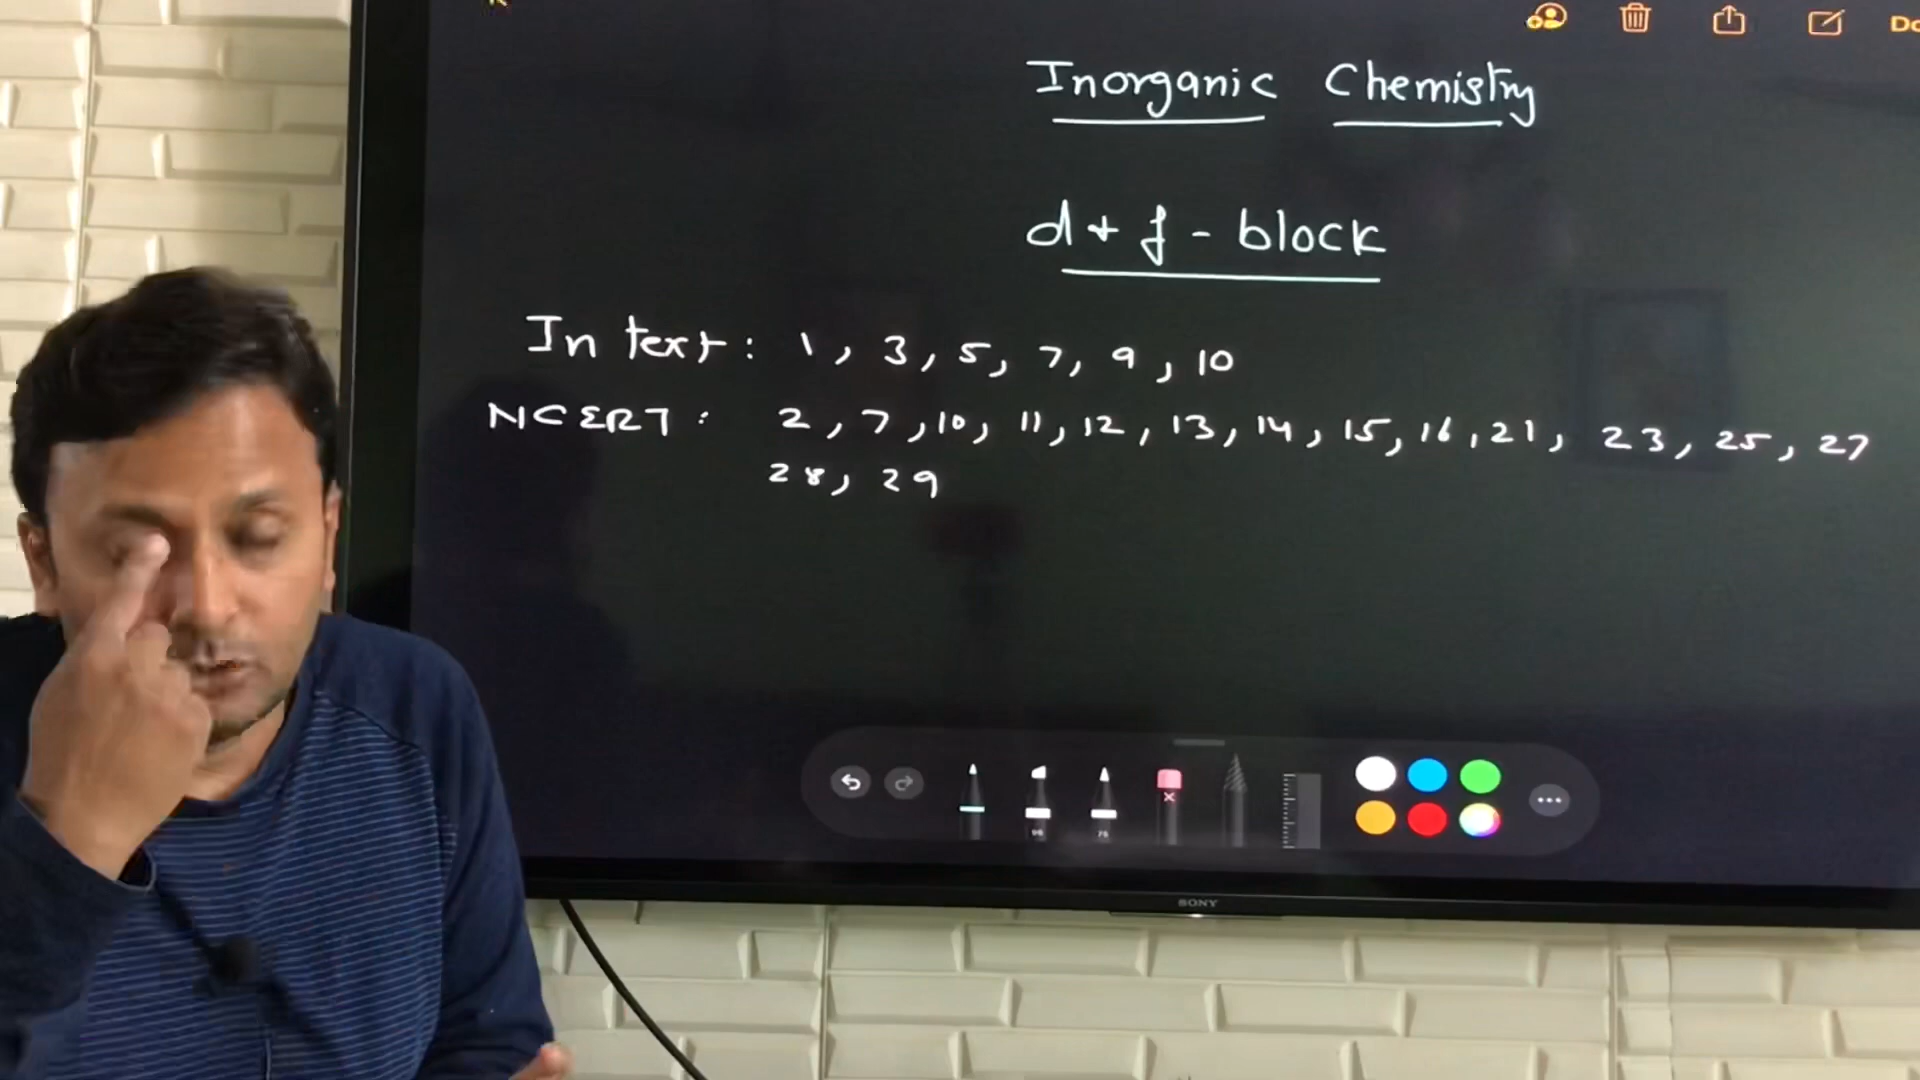 Do
Inorganic Chemistry
d + f - block
In text : 1, 3, 5, 7, 9, 10
NCERT : 2, 7, 10, 11, 12, 13, 14, 15, 16, 21, 23, 25, 27
28, 29
SONY